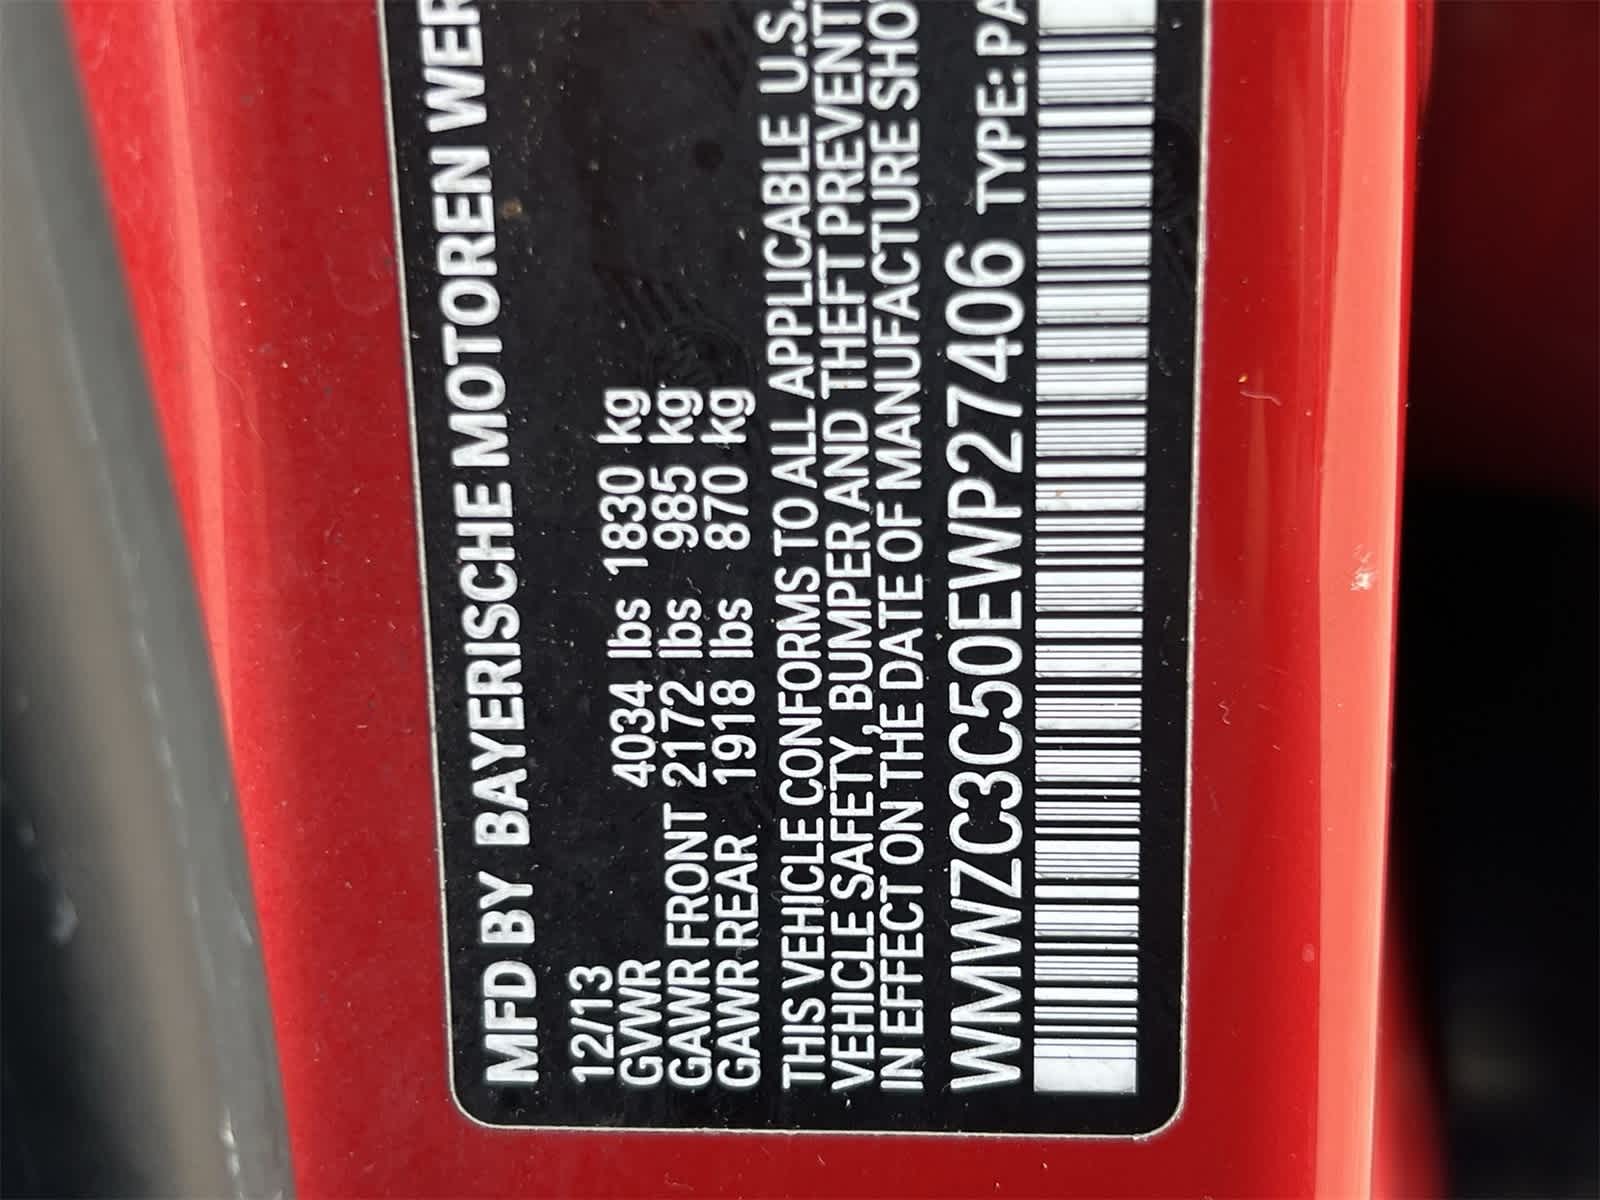 MFD BY BAYERISCHE MOTOREN WER
12/13
GVWR 4034 lbs 1830 kg
GAWR FRONT 2172 lbs 985 kg
GAWR REAR 1918 lbs 870 kg
THIS VEHICLE CONFORMS TO ALL APPLICABLE U.S.
VEHICLE SAFETY, BUMPER AND THEFT PREVENTI
IN EFFECT ON THE DATE OF MANUFACTURE SHO
WMWZC3C50EWP27406 TYPE: PA